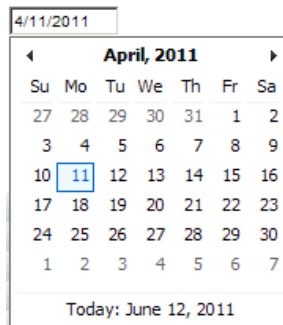 4/11/2011
April, 2011
Su Mo Tu We Th Fr Sa
27 28 29 30 31 1 2
3 4 5 6 7 8 9
10 11 12 13 14 15 16
17 18 19 20 21 22 23
24 25 26 27 28 29 30
1 2 3 4 5 6 7
Today: June 12, 2011